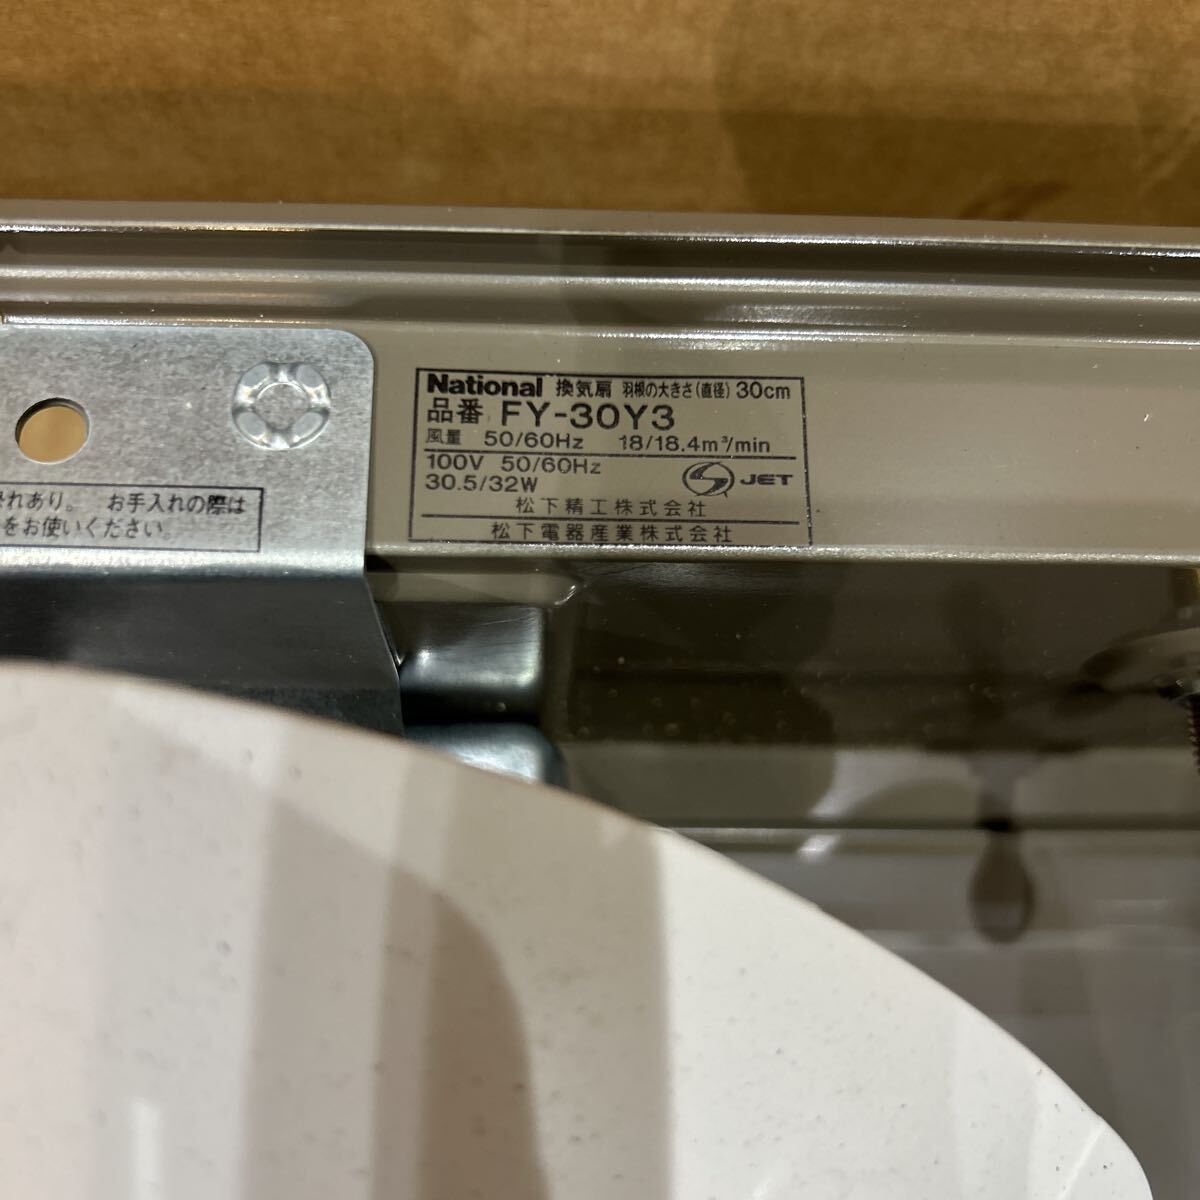 National 換気扇 羽根の大きさ(直径) 30cm
品番 FY-30Y3
風量 50/60Hz 18/18.4m³/min
100V 50/60Hz
30.5/32W
JET
松下精工株式会社
松下電器産業株式会社
れあり。 お手入れの際は
をお使いください。